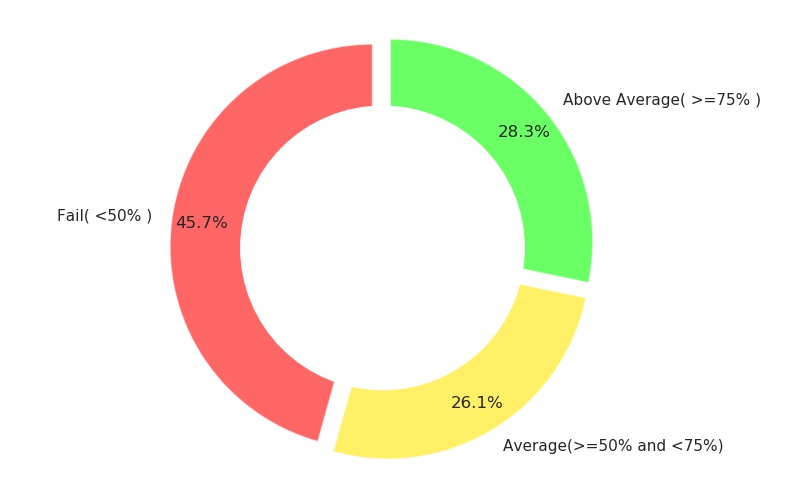 Above Average( >=75% )
28.3%
Fail( <50% )
45.7%
26.1%
Average(>=50% and <75%)